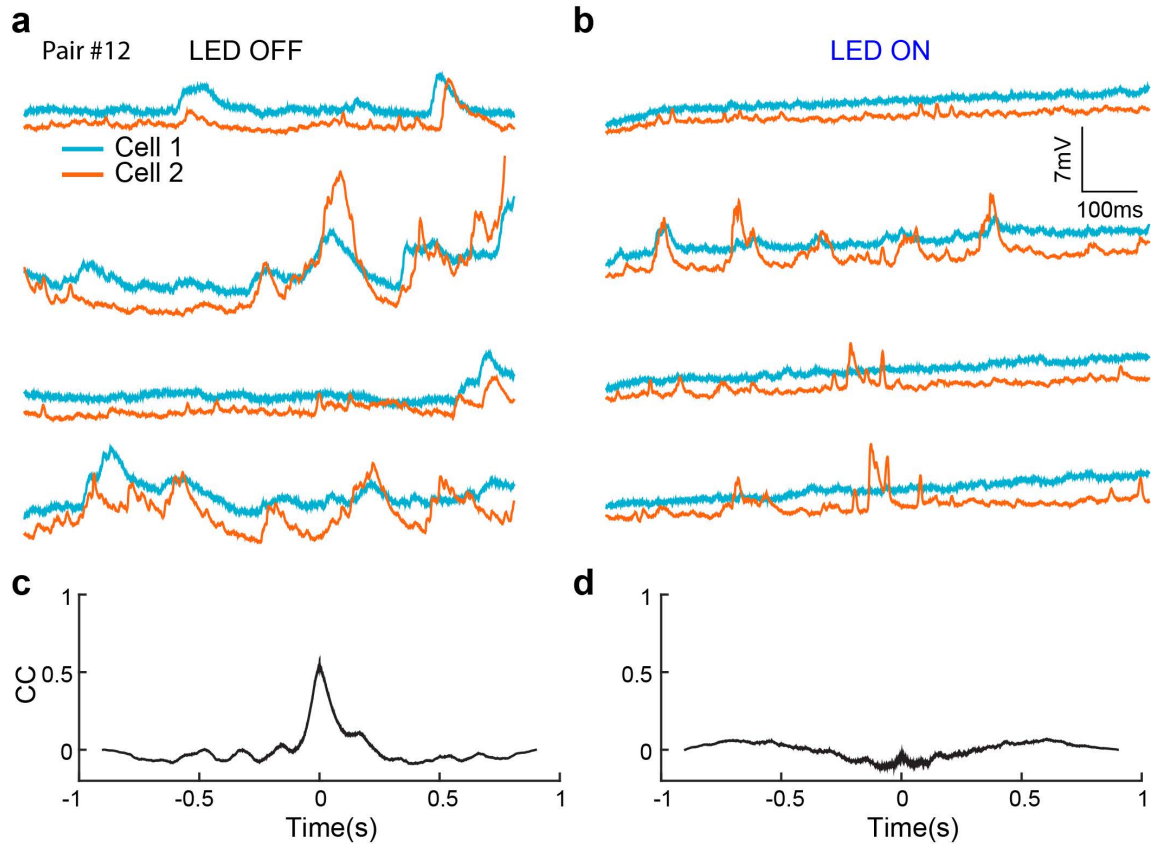 a
Pair #12 LED OFF
Cell 1
Cell 2
b
LED ON
7mV
100ms
c
1
0.5
0
CC
-1 -0.5 0 0.5 1
Time(s)
d
1
0.5
0
-1 -0.5 0 0.5 1
Time(s)